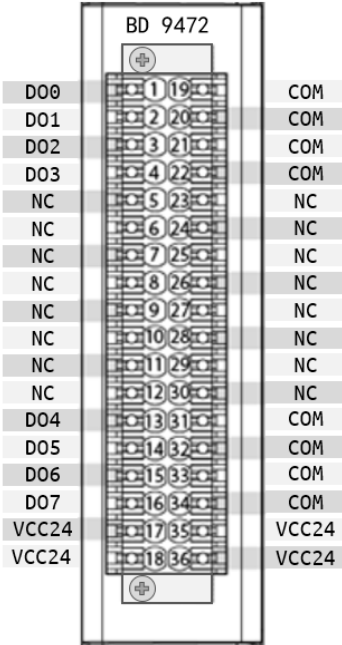 BD 9472
DO0 1 19 COM
DO1 2 20 COM
DO2 3 21 COM
DO3 4 22 COM
NC 5 23 NC
NC 6 24 NC
NC 7 25 NC
NC 8 26 NC
NC 9 27 NC
NC 10 28 NC
NC 11 29 NC
NC 12 30 NC
DO4 13 31 COM
DO5 14 32 COM
DO6 15 33 COM
DO7 16 34 COM
VCC24 17 35 VCC24
VCC24 18 36 VCC24